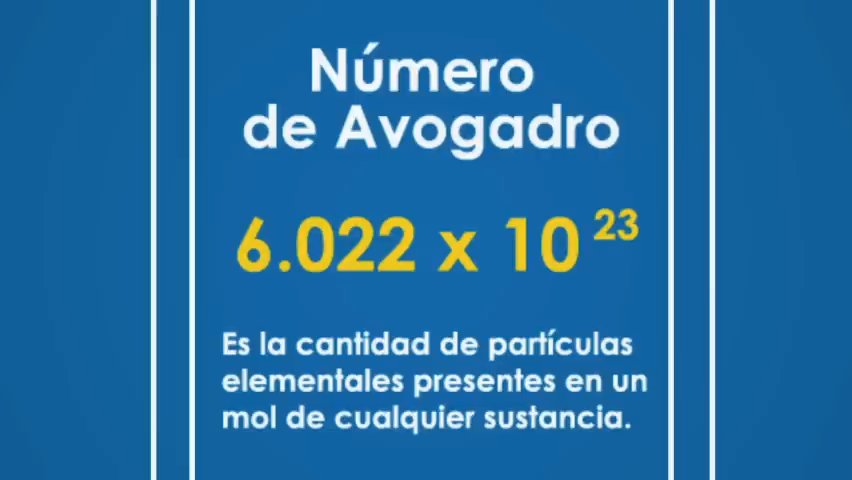 Número
de Avogadro
6.022 x 10 23
Es la cantidad de partículas
elementales presentes en un
mol de cualquier sustancia.